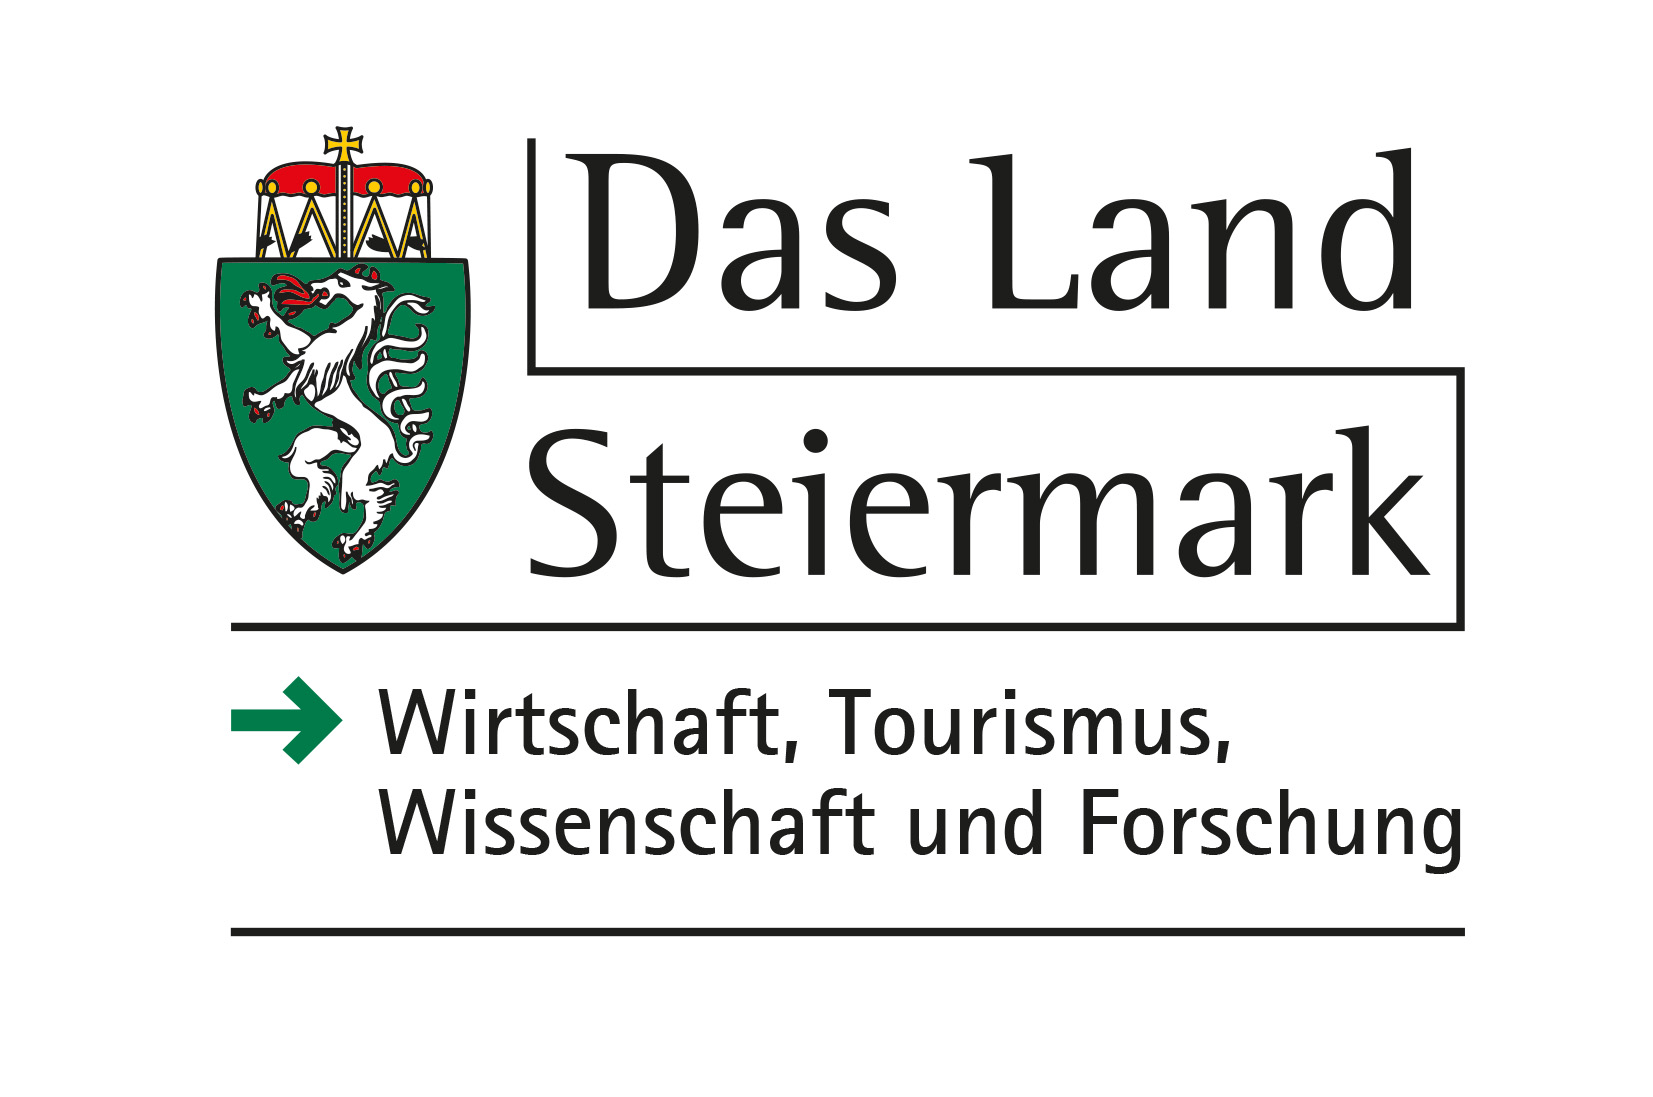 Das Land
Steiermark
Wirtschaft, Tourismus,
Wissenschaft und Forschung